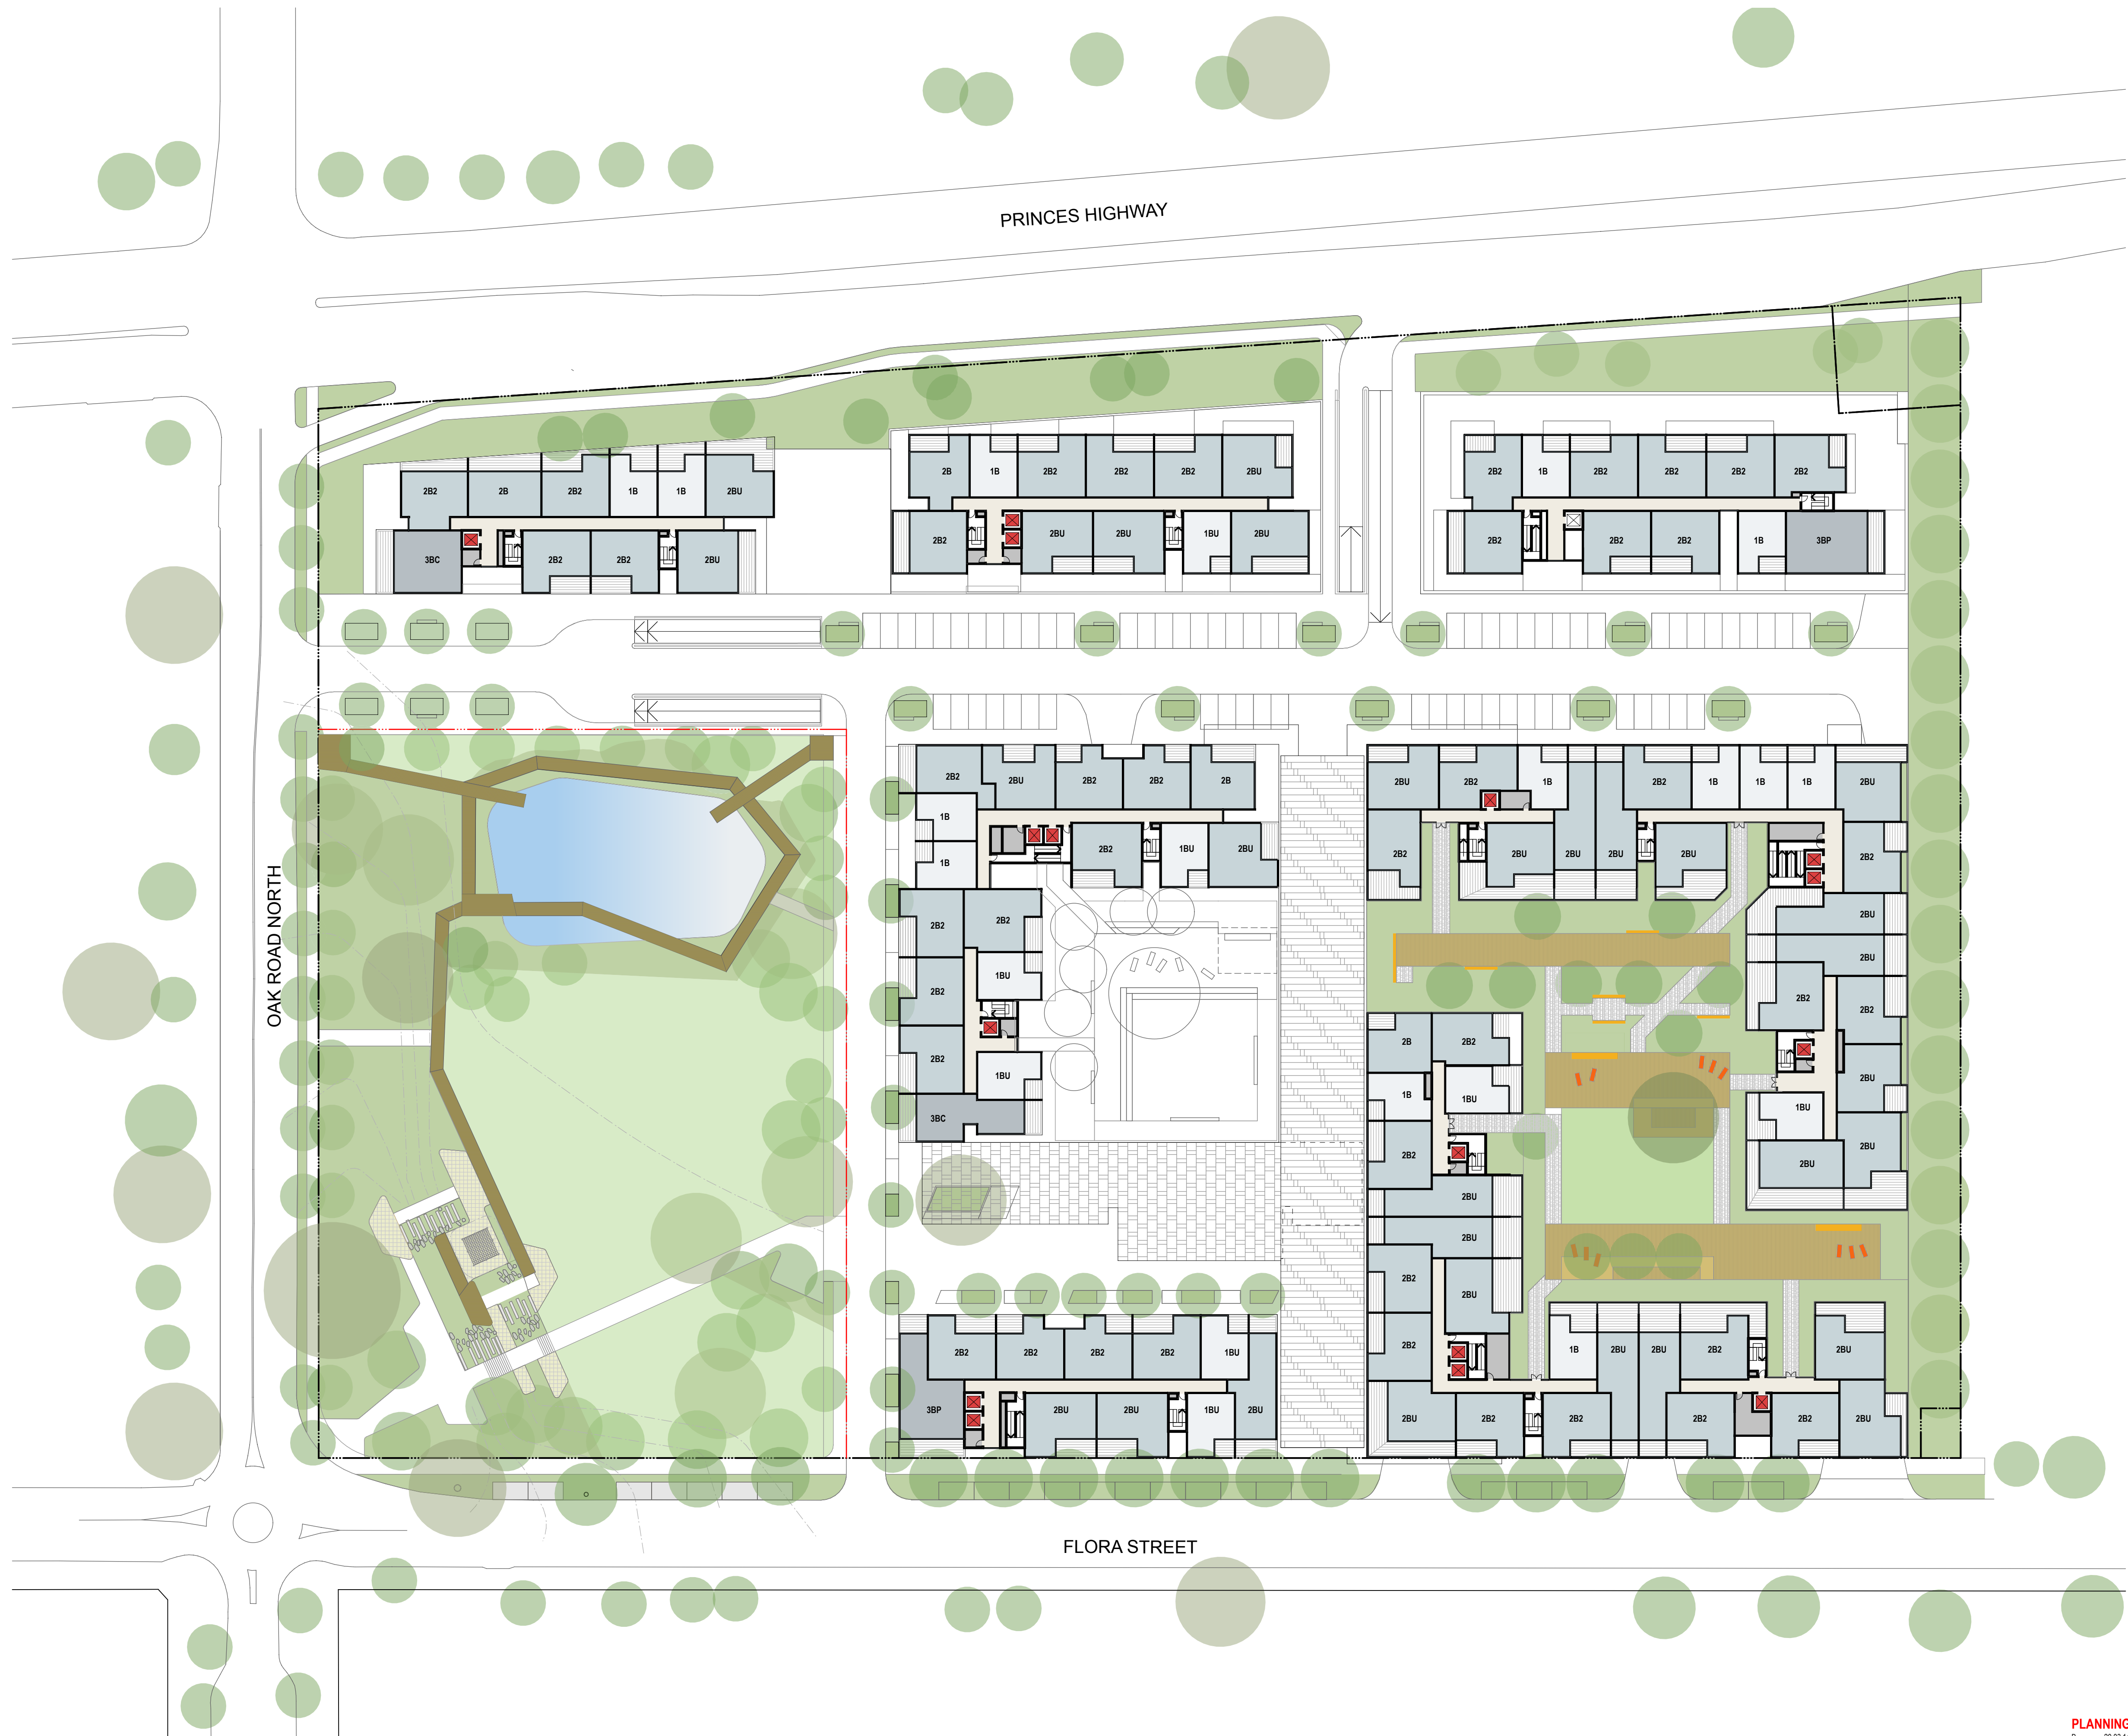 PRINCES HIGHWAY
2B 1B 2B2 2B2 2B2 2BU
2B2 1B 2B2 2B2 2B2 2B2
2B2 2B 2B2 1B 1B 2BU
2B2 2BU 2BU 1BU 2BU
2B2 2B2 2B2 1B 3BP
3BC 2B2 2B2 2BU
2B2 2BU 2B2 2B2 2B
2BU 2B2 1B 2B2 1B 1B 1B 2BU
1B
2B2 1BU 2BU
2B2 2BU 2BU 2BU 2BU 2B2
1B
2B2 2B2
2BU
2BU
1BU
2B2
2B2 2B2
OAK ROAD NORTH
2B 2B2
2B2 1BU
2BU
1B 1BU
1BU
3BC
2B2
2BU
2BU
2BU
2BU
2B2
2BU
2B2
2B2 2B2 2B2 2B2 1BU
1B 2BU 2BU 2B2 2BU
3BP 2BU 2BU 1BU 2BU
2BU 2B2 2B2 2B2 2B2 2BU
FLORA STREET
PLANNING